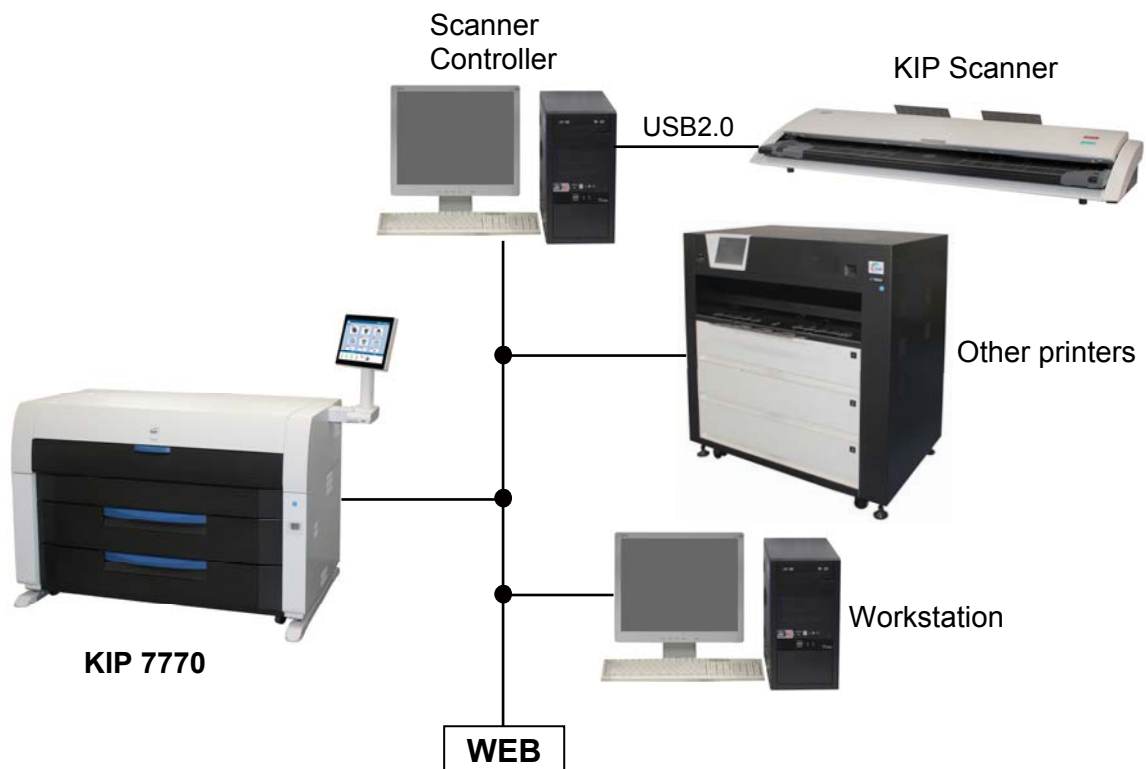 Scanner
Controller
KIP Scanner
USB2.0
Other printers
KIP 7770
Workstation
WEB